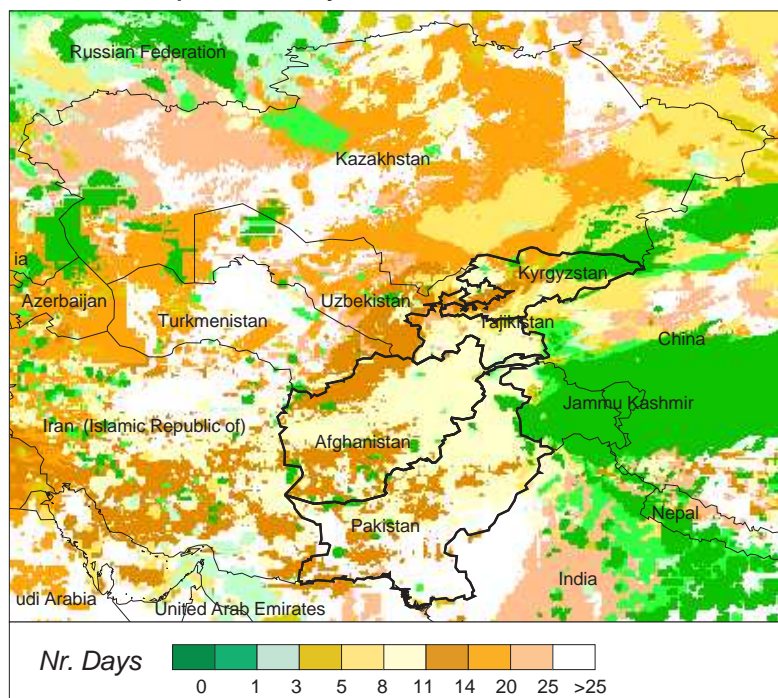 Russian Federation
Kazakhstan
ia
Kyrgyzstan
Azerbaijan
Uzbekistan
Turkmenistan
Tajikistan
China
Jammu Kashmir
Iran (Islamic Republic of)
Afghanistan
Nepal
Pakistan
India
udi Arabia
United Arab Emirates
Nr. Days
0 1 3 5 8 11 14 20 25 >25